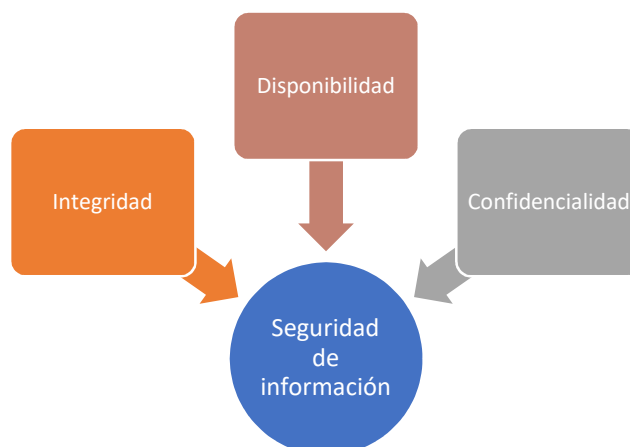 Disponibilidad
Integridad
Confidencialidad
Seguridad
de
información